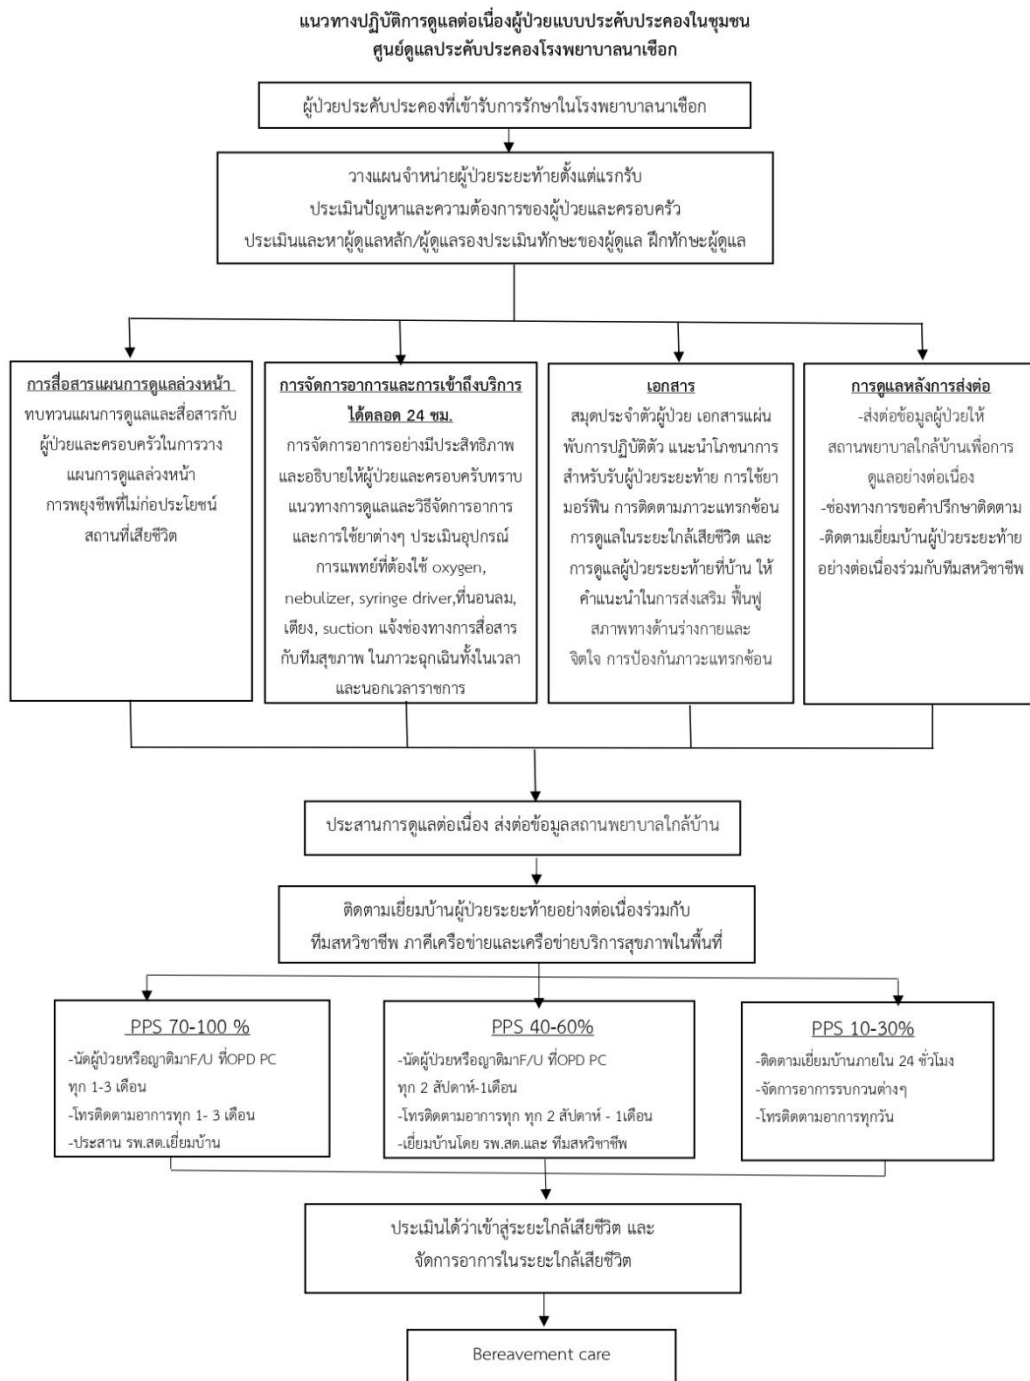 แนวทางปฏิบัติการดูแลต่อเนื่องผู้ป่วยแบบประคับประคองในชุมชน
ศูนย์ดูแลประคับประคองโรงพยาบาลนาเชือก
ผู้ป่วยประคับประคองที่เข้ารับการรักษาในโรงพยาบาลนาเชือก
วางแผนจำหน่ายผู้ป่วยระยะท้ายตั้งแต่แรกรับ
ประเมินปัญหาและความต้องการของผู้ป่วยและครอบครัว
ประเมินและหาผู้ดูแลหลัก/ผู้ดูแลรองประเมินทักษะของผู้ดูแล ฝึกทักษะผู้ดูแล
การสื่อสารแผนการดูแลล่วงหน้า
ทบทวนแผนการดูแลและสื่อสารกับ
ผู้ป่วยและครอบครัวในการวาง
แผนการดูแลล่วงหน้า
การพยุงชีพที่ไม่ก่อประโยชน์
สถานที่เสียชีวิต
การจัดการอาการและการเข้าถึงบริการ
ได้ตลอด 24 ชม.
การจัดการอาการอย่างมีประสิทธิภาพ
และอธิบายให้ผู้ป่วยและครอบครับทราบ
แนวทางการดูแลและวิธีจัดการอาการ
และการใช้ยาต่างๆ ประเมินอุปกรณ์
การแพทย์ที่ต้องใช้ oxygen,
nebulizer, syringe driver,ที่นอนลม,
เตียง, suction แจ้งช่องทางการสื่อสาร
กับทีมสุขภาพ ในภาวะฉุกเฉินทั้งในเวลา
และนอกเวลาราชการ
เอกสาร
สมุดประจำตัวผู้ป่วย เอกสารแผ่น
พับการปฏิบัติตัว แนะนำโภชนาการ
สำหรับรับผู้ป่วยระยะท้าย การใช้ยา
มอร์ฟีน การติดตามภาวะแทรกซ้อน
การดูแลในระยะใกล้เสียชีวิต และ
การดูแลผู้ป่วยระยะท้ายที่บ้าน ให้
คำแนะนำในการส่งเสริม ฟื้นฟู
สภาพทางด้านร่างกายและ
จิตใจ การป้องกันภาวะแทรกซ้อน
การดูแลหลังการส่งต่อ
-ส่งต่อข้อมูลผู้ป่วยให้
สถานพยาบาลใกล้บ้านเพื่อการ
ดูแลอย่างต่อเนื่อง
-ช่องทางการขอคำปรึกษาติดตาม
-ติดตามเยี่ยมบ้านผู้ป่วยระยะท้าย
อย่างต่อเนื่องร่วมกับทีมสหวิชาชีพ
ประสานการดูแลต่อเนื่อง ส่งต่อข้อมูลสถานพยาบาลใกล้บ้าน
ติดตามเยี่ยมบ้านผู้ป่วยระยะท้ายอย่างต่อเนื่องร่วมกับ
ทีมสหวิชาชีพ ภาคีเครือข่ายและเครือข่ายบริการสุขภาพในพื้นที่
PPS 70-100 %
-นัดผู้ป่วยหรือญาติมาF/U ที่OPD PC
ทุก 1-3 เดือน
-โทรติดตามอาการทุก 1- 3 เดือน
-ประสาน รพ.สต.เยี่ยมบ้าน
PPS 40-60%
-นัดผู้ป่วยหรือญาติมาF/U ที่OPD PC
ทุก 2 สัปดาห์-1เดือน
-โทรติดตามอาการทุก ทุก 2 สัปดาห์ - 1เดือน
-เยี่ยมบ้านโดย รพ.สต.และ ทีมสหวิชาชีพ
PPS 10-30%
-ติดตามเยี่ยมบ้านภายใน 24 ชั่วโมง
-จัดการอาการรบกวนต่างๆ
-โทรติดตามอาการทุกวัน
ประเมินได้ว่าเข้าสู่ระยะใกล้เสียชีวิต และ
จัดการอาการในระยะใกล้เสียชีวิต
Bereavement care